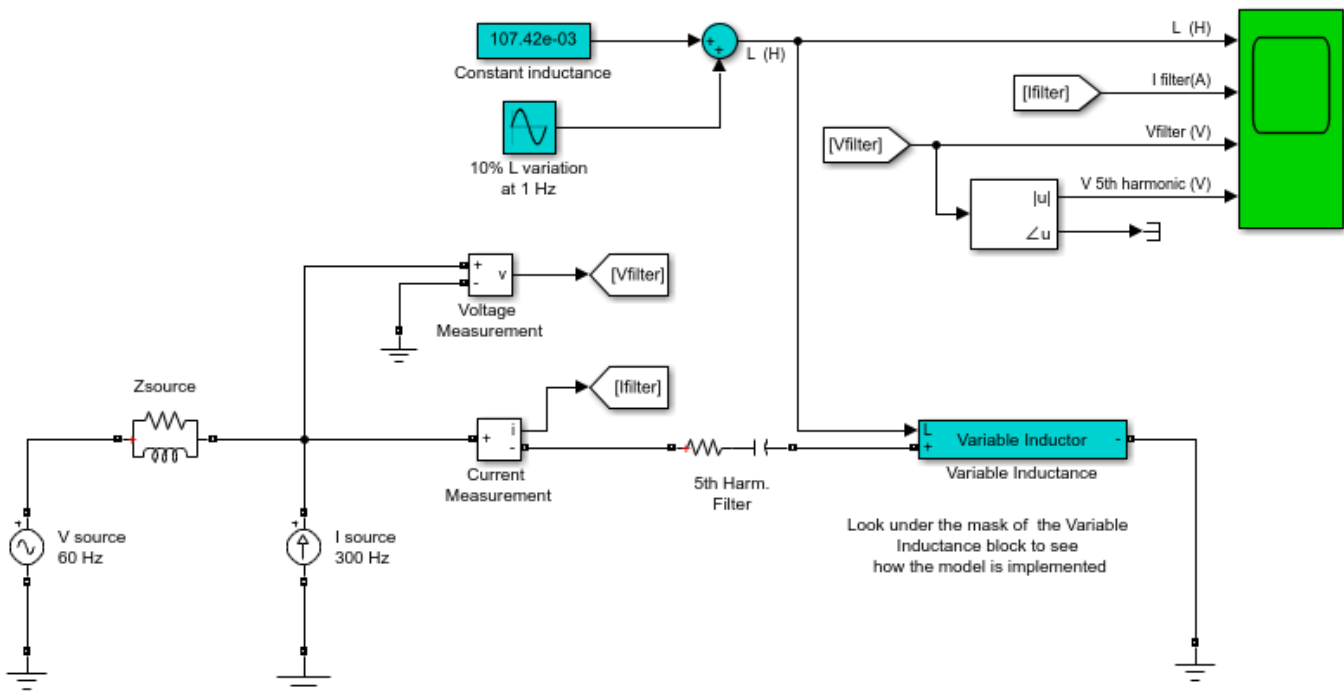 107.42e-03
Constant inductance
L (H)
10% L variation
at 1 Hz
L (H)
[Ifilter]
I filter(A)
[Vfilter]
Vfilter (V)
V 5th harmonic (V)
|u|
∠u
+
-
v
[Vfilter]
Voltage
Measurement
Zsource
[Ifilter]
+
i
-
Current
Measurement
5th Harm.
Filter
L
+
Variable Inductor
-
Variable Inductance
V source
60 Hz
I source
300 Hz
Look under the mask of the Variable
Inductance block to see
how the model is implemented